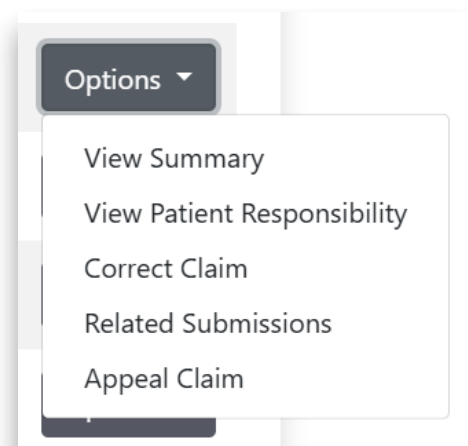 Options
View Summary
View Patient Responsibility
Correct Claim
Related Submissions
Appeal Claim